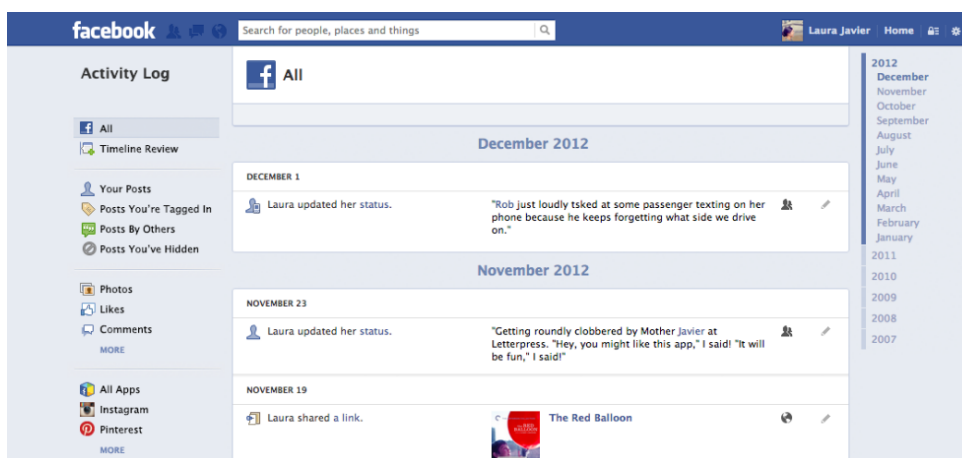 facebook
Search for people, places and things
Laura Javier
Home
Activity Log
All
Timeline Review
Your Posts
Posts You're Tagged In
Posts By Others
Posts You've Hidden
Photos
Likes
Comments
MORE
All Apps
Instagram
Pinterest
MORE
All
December 2012
DECEMBER 1
Laura updated her status.
"Rob just loudly tsked at some passenger texting on her
phone because he keeps forgetting what side we drive
on."
November 2012
NOVEMBER 23
Laura updated her status.
"Getting roundly clobbered by Mother Javier at
Letterpress. "Hey, you might like this app," I said! "It will
be fun," I said!"
NOVEMBER 19
Laura shared a link.
The Red Balloon
2012
December
November
October
September
August
July
June
May
April
March
February
January
2011
2010
2009
2008
2007